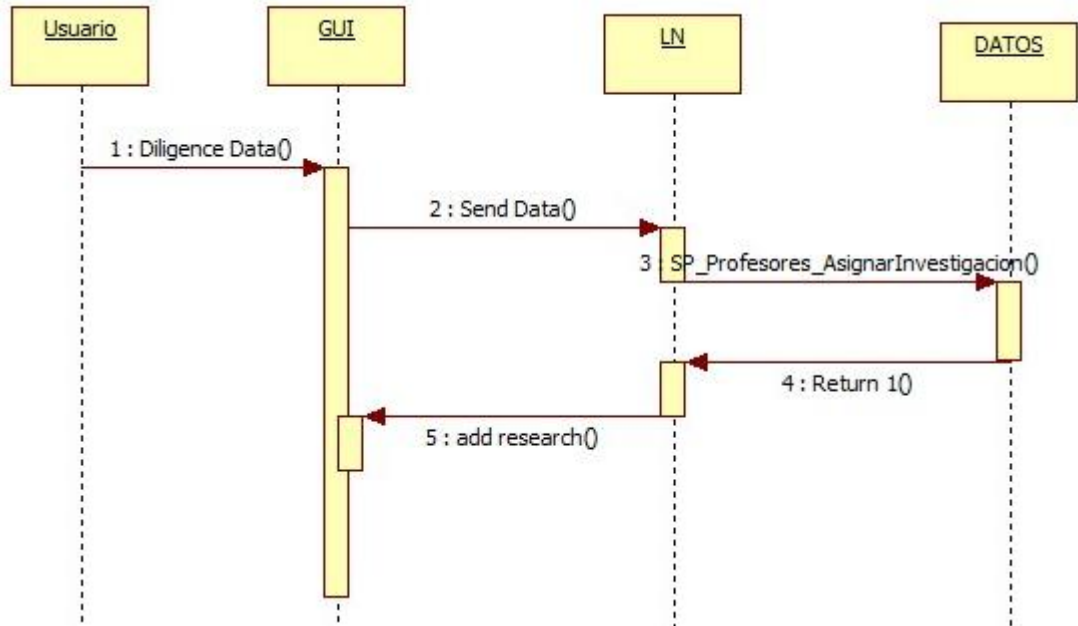 Usuario
GUI
LN
DATOS
1 : Diligence Data()
2 : Send Data()
3 : SP_Profesores_AsignarInvestigacion()
4 : Return 1()
5 : add research()